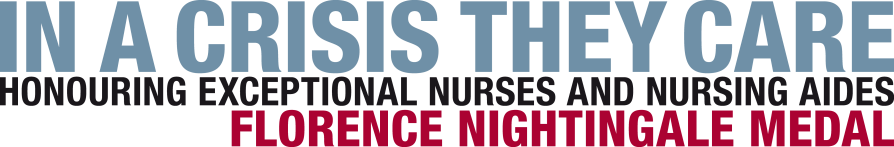 IN A CRISIS THEY CARE
HONOURING EXCEPTIONAL NURSES AND NURSING AIDES
FLORENCE NIGHTINGALE MEDAL